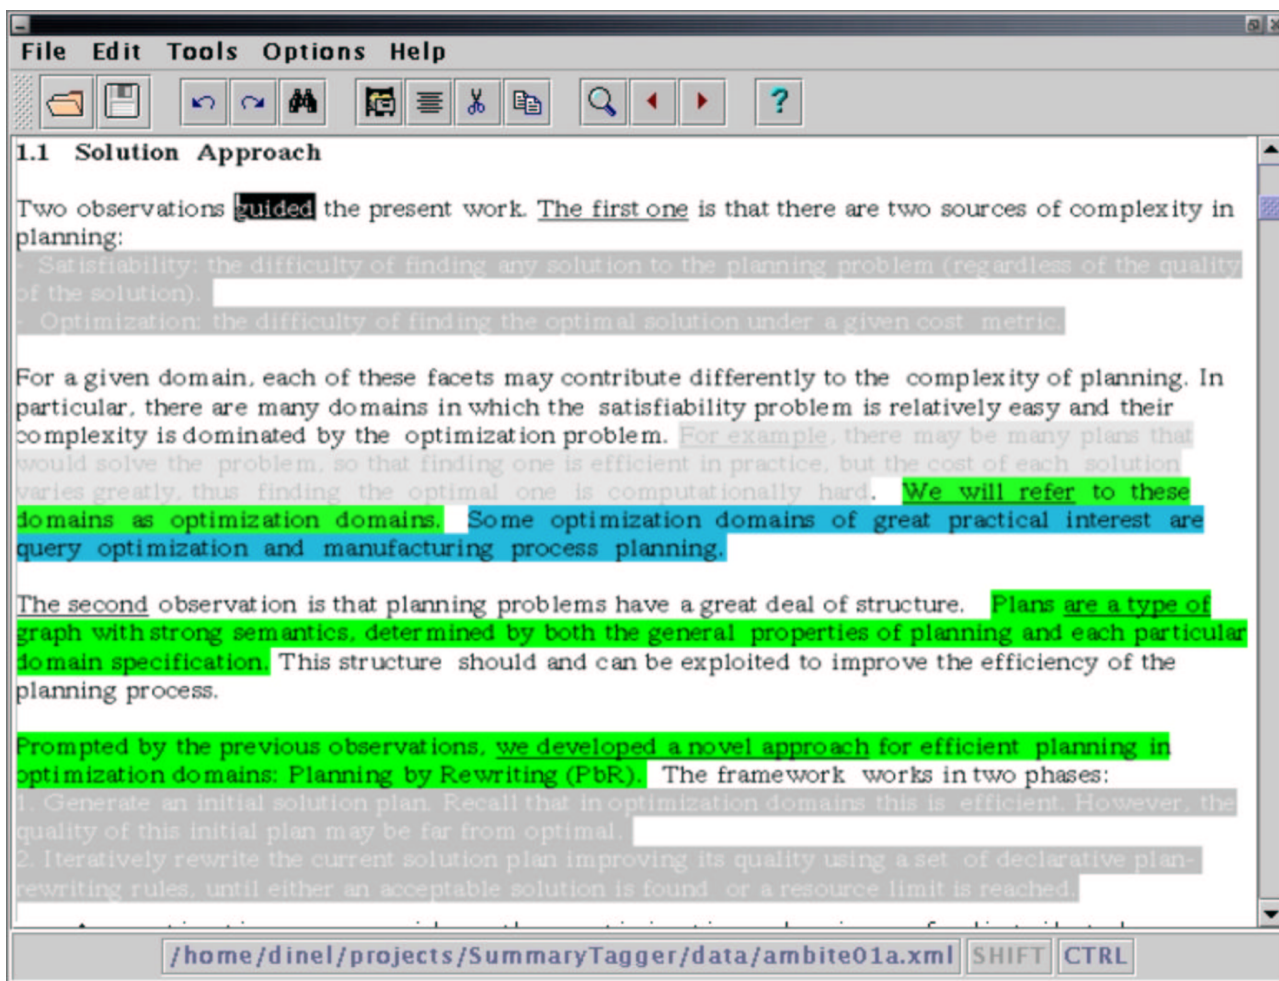 File Edit Tools Options Help
?
1.1 Solution Approach
Two observations guided the present work. The first one is that there are two sources of complexity in
planning:
- Satisfiability: the difficulty of finding any solution to the planning problem (regardless of the quality
of the solution).
- Optimization: the difficulty of finding the optimal solution under a given cost metric.
For a given domain, each of these facets may contribute differently to the complexity of planning. In
particular, there are many domains in which the satisfiability problem is relatively easy and their
complexity is dominated by the optimization problem. For example, there may be many plans that
would solve the problem, so that finding one is efficient in practice, but the cost of each solution
varies greatly, thus finding the optimal one is computationally hard. We will refer to these
domains as optimization domains. Some optimization domains of great practical interest are
query optimization and manufacturing process planning.
The second observation is that planning problems have a great deal of structure. Plans are a type of
graph with strong semantics, determined by both the general properties of planning and each particular
domain specification. This structure should and can be exploited to improve the efficiency of the
planning process.
Prompted by the previous observations, we developed a novel approach for efficient planning in
optimization domains: Planning by Rewriting (PbR). The framework works in two phases:
1. Generate an initial solution plan. Recall that in optimization domains this is efficient. However, the
quality of this initial plan may be far from optimal.
2. Iteratively rewrite the current solution plan improving its quality using a set of declarative plan-
rewriting rules, until either an acceptable solution is found or a resource limit is reached.
/home/dinel/projects/SummaryTagger/data/ambite01a.xml SHIFT CTRL